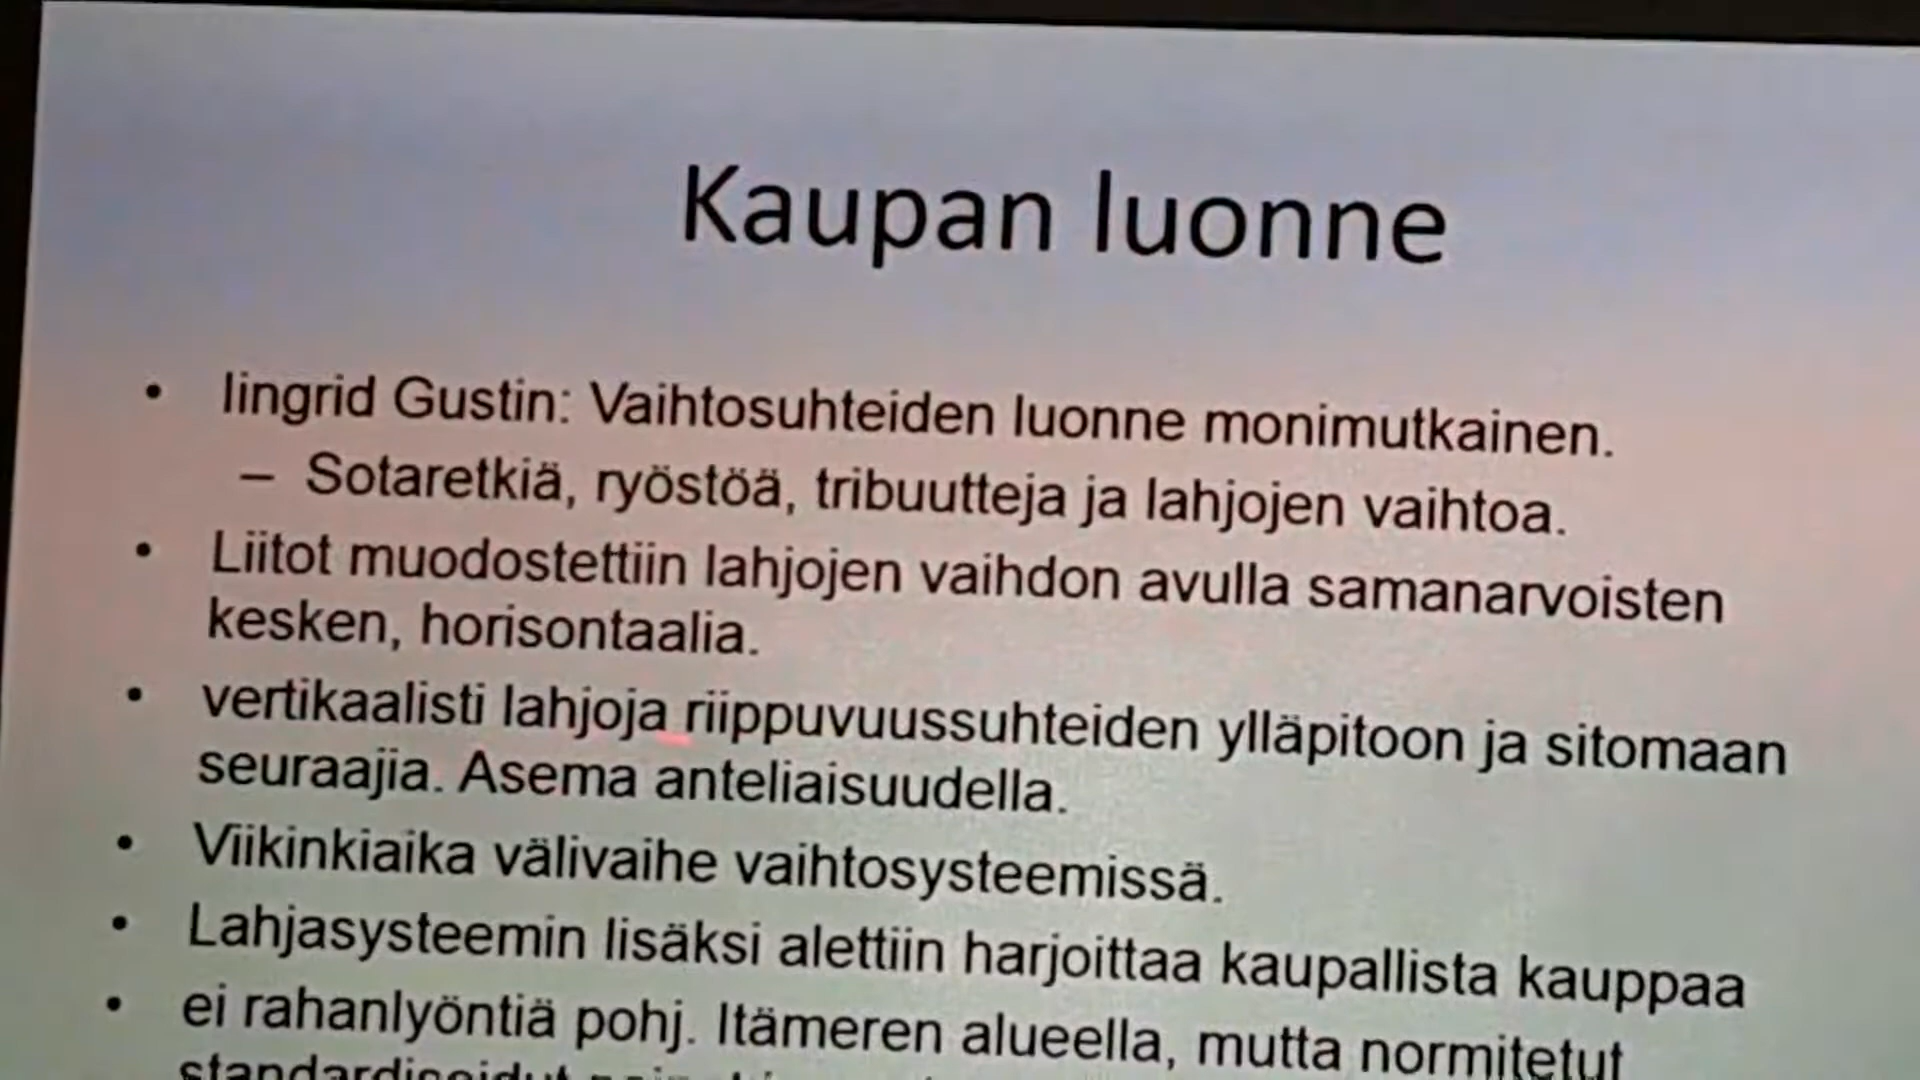 Kaupan luonne
• Iingrid Gustin: Vaihtosuhteiden luonne monimutkainen.
– Sotaretkiä, ryöstöä, tribuutteja ja lahjojen vaihtoa.
• Liitot muodostettiin lahjojen vaihdon avulla samanarvoisten
kesken, horisontaalia.
• vertikaalisti lahjoja riippuvuussuhteiden ylläpitoon ja sitomaan
seuraajia. Asema anteliaisuudella.
• Viikinkiaika välivaihe vaihtosysteemissä.
• Lahjasysteemin lisäksi alettiin harjoittaa kaupallista kauppaa
• ei rahanlyöntiä pohj. Itämeren alueella, mutta normitetut
standardisoidut